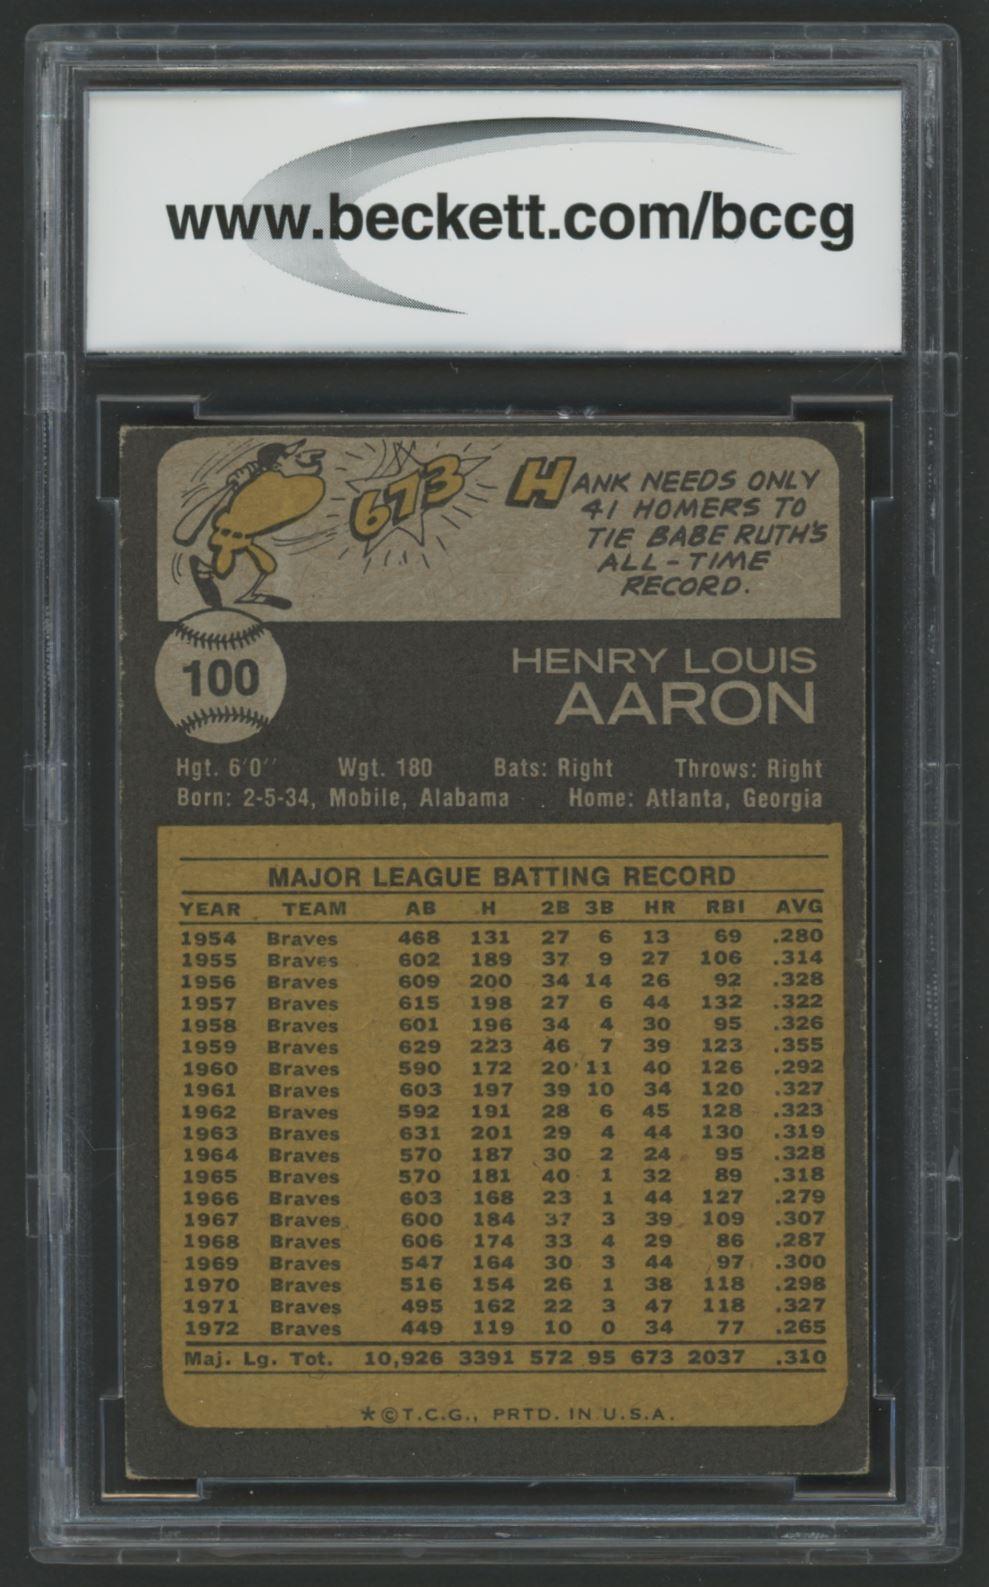 www.beckett.com/bccg
673
HANK NEEDS ONLY
41 HOMERS TO
TIE BABE RUTH'S
ALL-TIME
RECORD.
100
HENRY LOUIS
AARON
Hgt. 6'0'' Wgt. 180 Bats: Right Throws: Right
Born: 2-5-34, Mobile, Alabama Home: Atlanta, Georgia
MAJOR LEAGUE BATTING RECORD
YEAR TEAM AB H 2B 3B HR RBI AVG
1954 Braves 468 131 27 6 13 69 .280
1955 Braves 602 189 37 9 27 106 .314
1956 Braves 609 200 34 14 26 92 .328
1957 Braves 615 198 27 6 44 132 .322
1958 Braves 601 196 34 4 30 95 .326
1959 Braves 629 223 46 7 39 123 .355
1960 Braves 590 172 20 11 40 126 .292
1961 Braves 603 197 39 10 34 120 .327
1962 Braves 592 191 28 6 45 128 .323
1963 Braves 631 201 29 4 44 130 .319
1964 Braves 570 187 30 2 24 95 .328
1965 Braves 570 181 40 1 32 89 .318
1966 Braves 603 168 23 1 44 127 .279
1967 Braves 600 184 37 3 39 109 .307
1968 Braves 606 174 33 4 29 86 .287
1969 Braves 547 164 30 3 44 97 .300
1970 Braves 516 154 26 1 38 118 .298
1971 Braves 495 162 22 3 47 118 .327
1972 Braves 449 119 10 0 34 77 .265
Maj. Lg. Tot. 10,926 3391 572 95 673 2037 .310
*©T.C.G., PRTD. IN U.S.A.